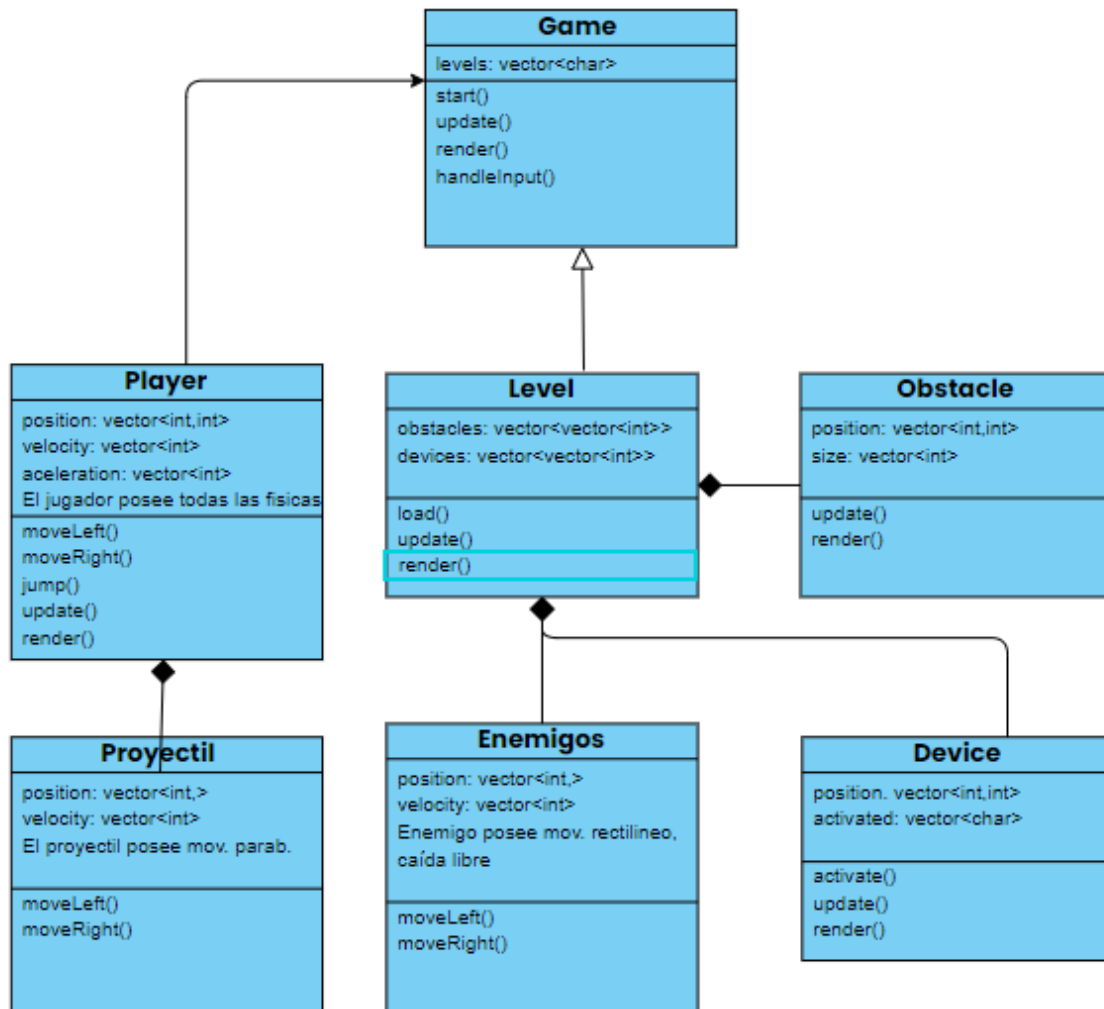 Game
levels: vector<char>
start()
update()
render()
handleInput()
Player
position: vector<int,int>
velocity: vector<int>
aceleration: vector<int>
El jugador posee todas las fisicas
moveLeft()
moveRight()
jump()
update()
render()
Level
obstacles: vector<vector<int>>
devices: vector<vector<int>>
load()
update()
render()
Obstacle
position: vector<int,int>
size: vector<int>
update()
render()
Proyectil
position: vector<int,>
velocity: vector<int>
El proyectil posee mov. parab.
moveLeft()
moveRight()
Enemigos
position: vector<int,>
velocity: vector<int>
Enemigo posee mov. rectilineo,
caída libre
moveLeft()
moveRight()
Device
position. vector<int,int>
activated: vector<char>
activate()
update()
render()